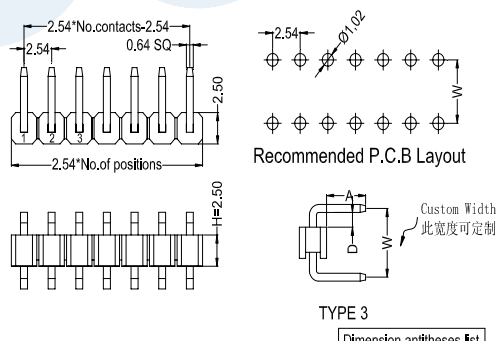 2.54*No.contacts-2.54
0.64 SQ
2.54
2.50
1 2 3
2.54*No.of positions
2.54
Ø1.02
W
Recommended P.C.B Layout
H=2.50
A
D
W
Custom Width
此宽度可定制
TYPE 3
Dimension antitheses list